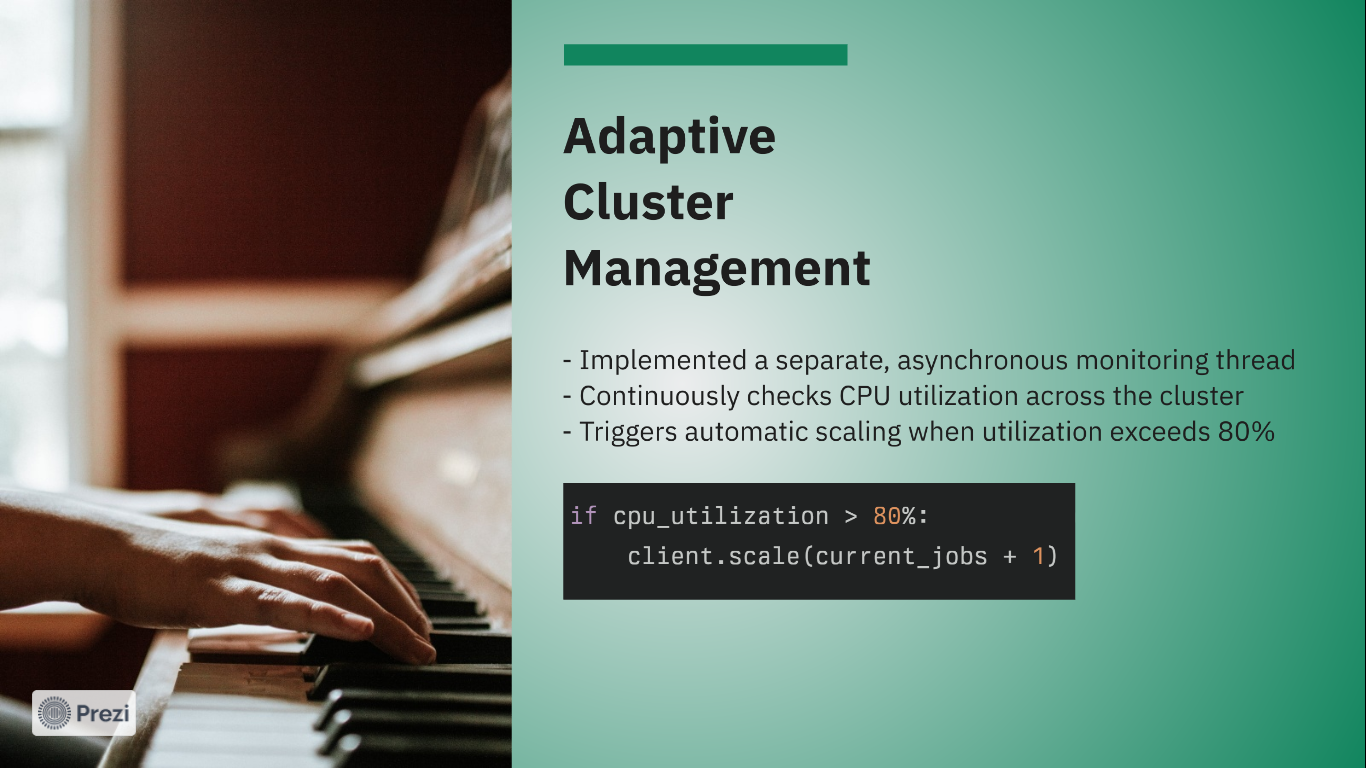 Adaptive
Cluster
Management
- Implemented a separate, asynchronous monitoring thread
- Continuously checks CPU utilization across the cluster
- Triggers automatic scaling when utilization exceeds 80%
if cpu_utilization > 80%:
    client.scale(current_jobs + 1)
Prezi